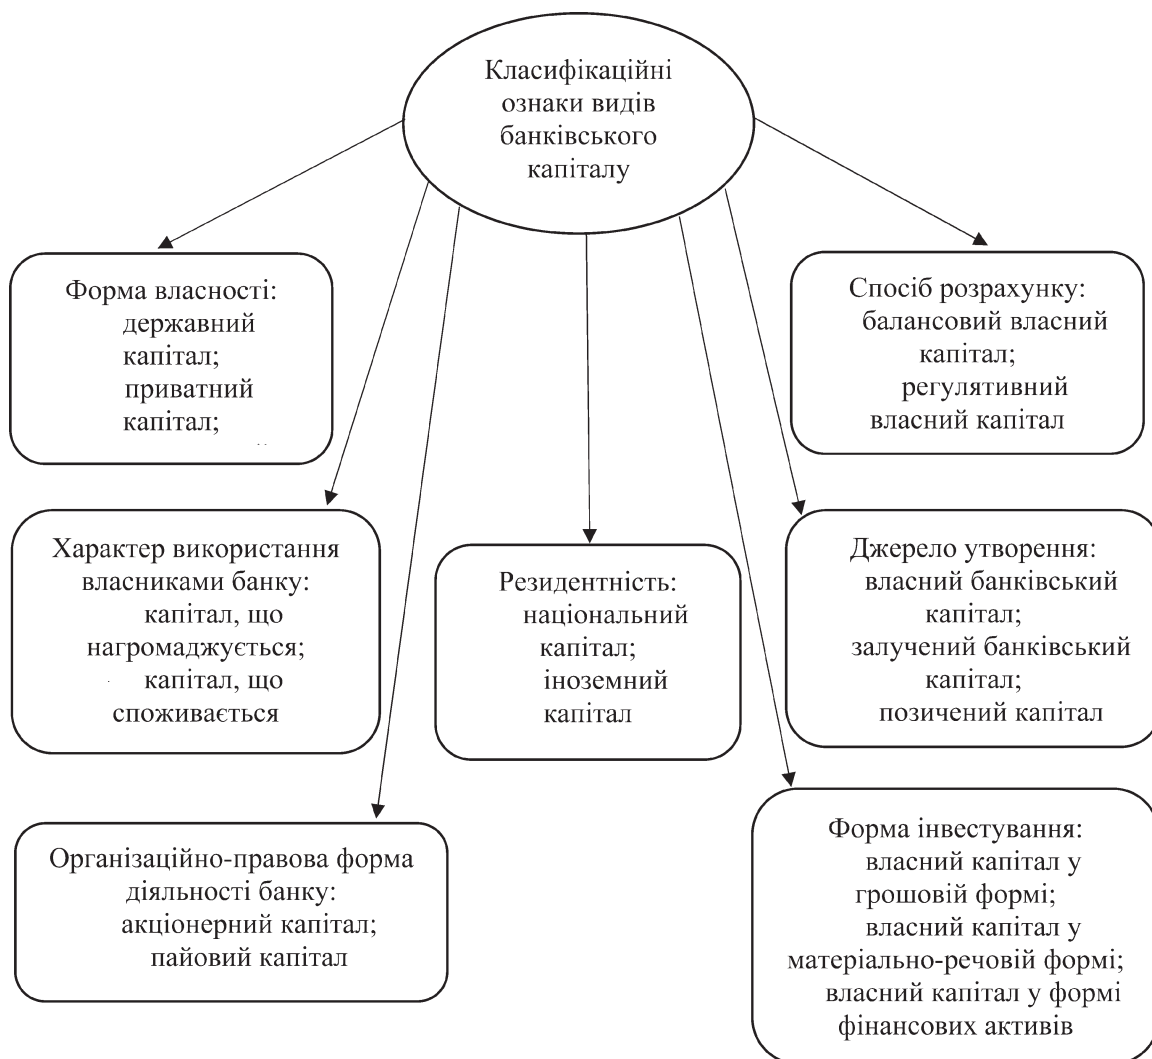 Класифікаційні
ознаки видів
банківського
капіталу
Форма власності:
державний
капітал;
приватний
капітал;
Спосіб розрахунку:
балансовий власний
капітал;
регулятивний
власний капітал
Характер використання
власниками банку:
капітал, що
нагромаджується;
капітал, що
споживається
Резидентність:
національний
капітал;
іноземний
капітал
Джерело утворення:
власний банківський
капітал;
залучений банківський
капітал;
позичений капітал
Організаційно-правова форма
діяльності банку:
акціонерний капітал;
пайовий капітал
Форма інвестування:
власний капітал у
грошовій формі;
власний капітал у
матеріально-речовій формі;
власний капітал у формі
фінансових активів